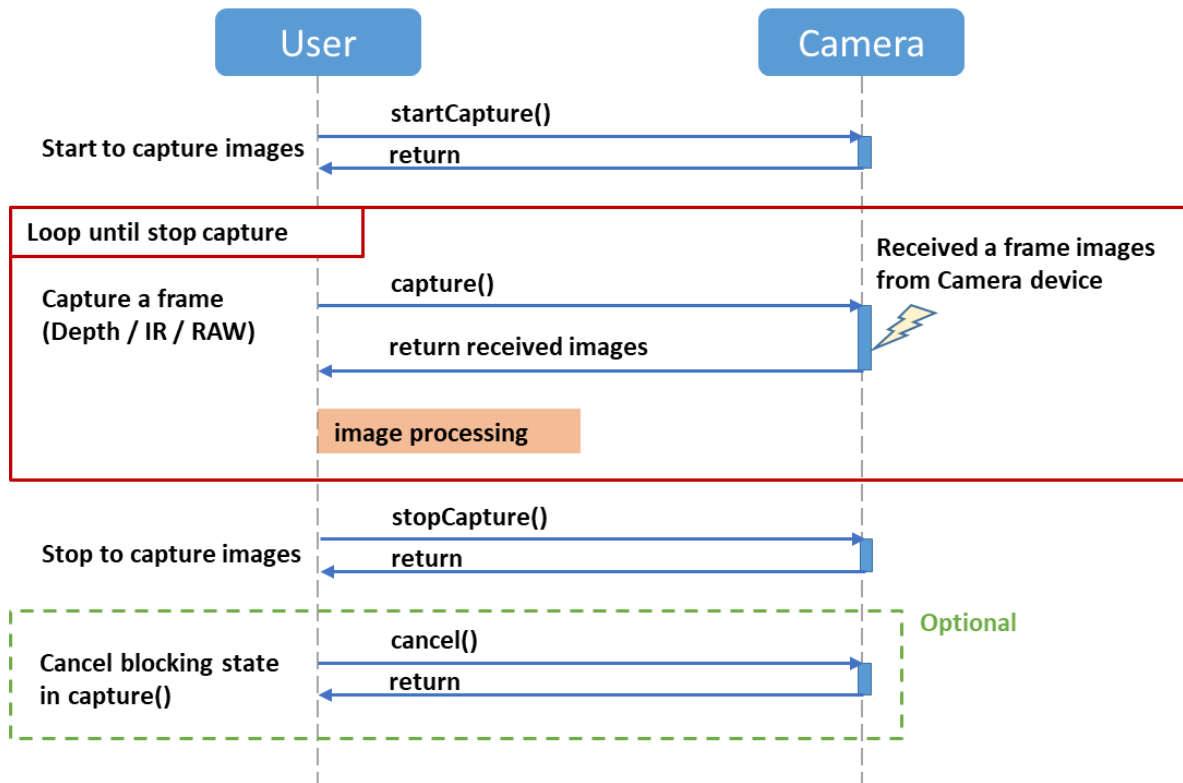 User
Camera
startCapture()
Start to capture images
return
Loop until stop capture
Received a frame images
from Camera device
Capture a frame
(Depth / IR / RAW)
capture()
return received images
image processing
stopCapture()
Stop to capture images
return
Optional
cancel()
Cancel blocking state
in capture()
return